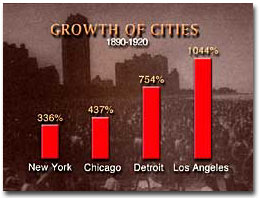 GROWTH OF CITIES
1890-1920
336%
437%
754%
1044%
New York
Chicago
Detroit
Los Angeles